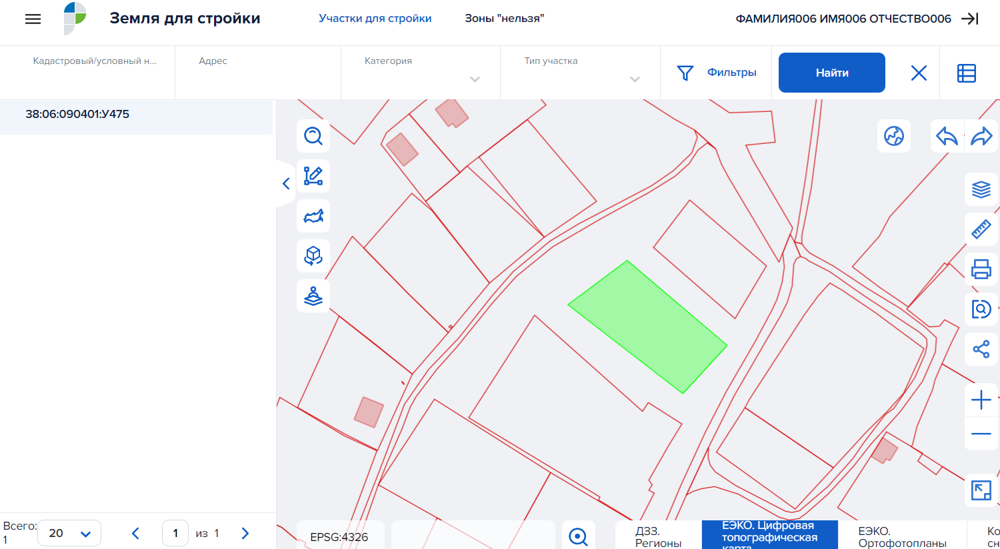 Земля для стройки
Участки для стройки
Зоны "нельзя"
ФАМИЛИЯ006 ИМЯ006 ОТЧЕСТВО006
Кадастровый/условный н...
Адрес
Категория
Тип участка
Фильтры
Найти
38:06:090401:У475
Всего:
1
20
1 из 1
EPSG:4326
ДЗЗ.
Регионы
ЕЭКО. Цифровая
топографическая
карта
ЕЭКО.
Ортофотопланы
Ко
сн